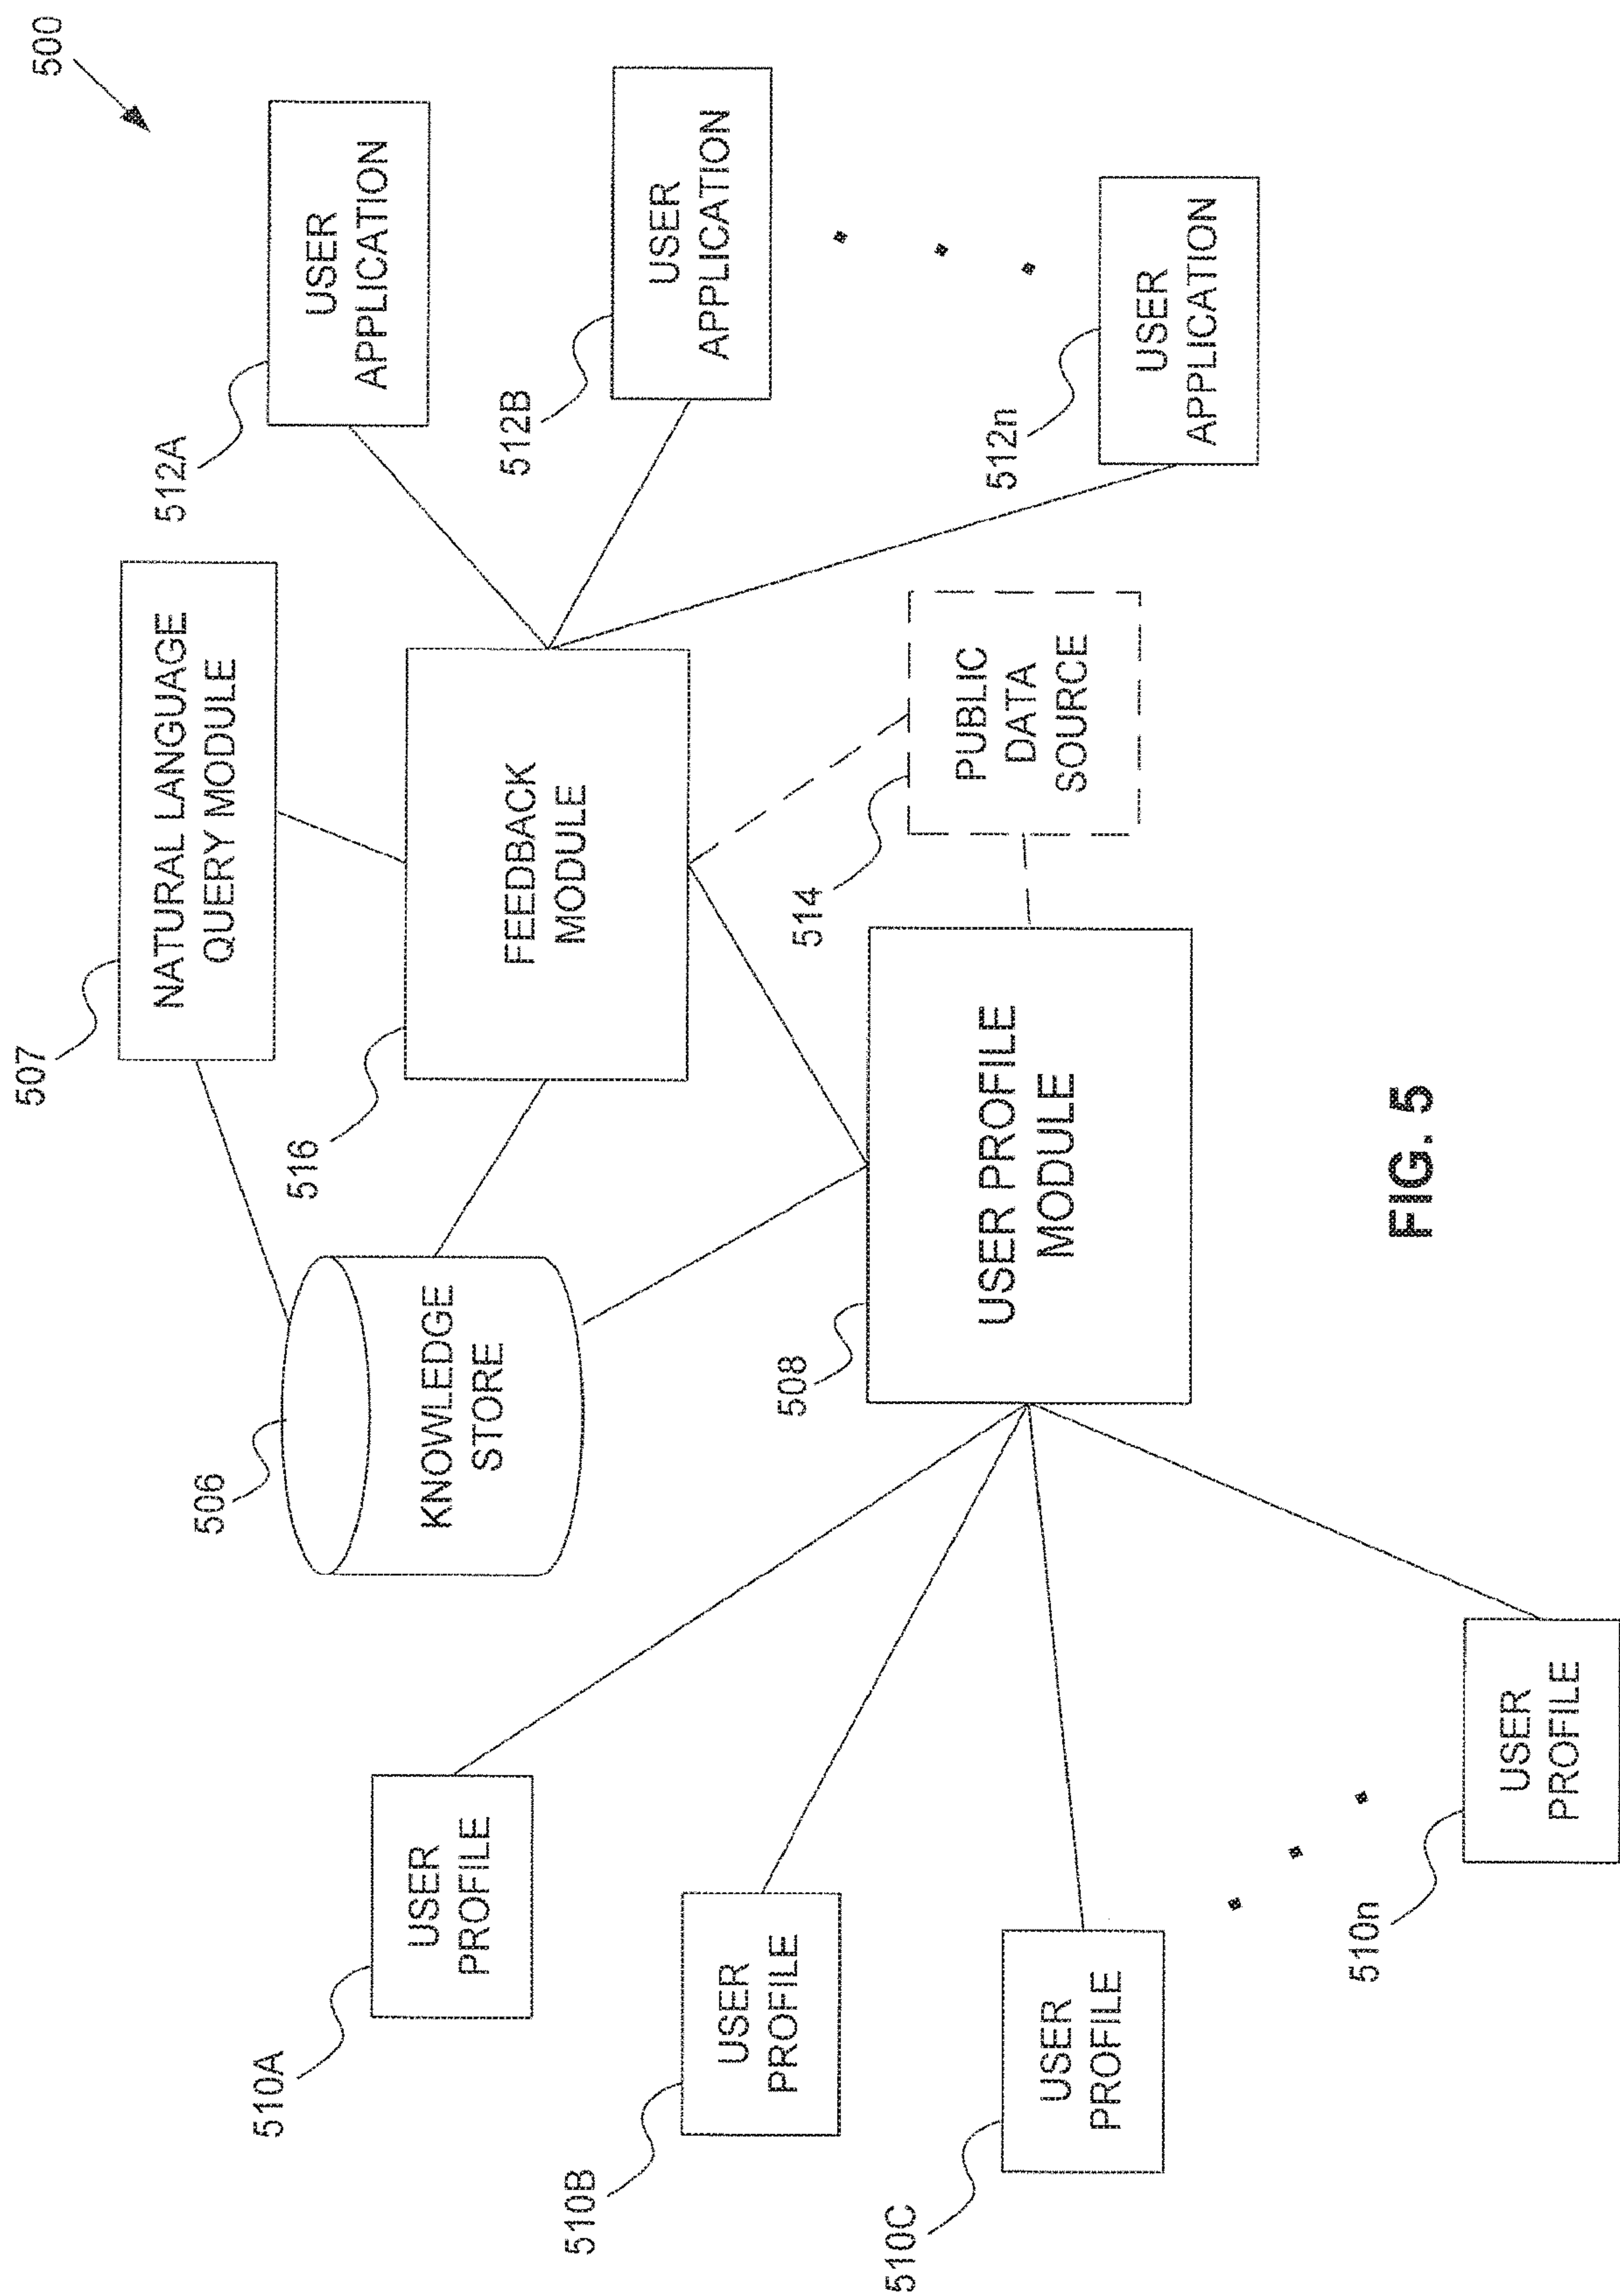 500
507
NATURAL LANGUAGE
QUERY MODULE
512A
USER
APPLICATION
506
KNOWLEDGE
STORE
516
FEEDBACK
MODULE
512B
USER
APPLICATION
510A
USER
PROFILE
514
PUBLIC
DATA
SOURCE
512n
USER
APPLICATION
508
USER PROFILE
MODULE
510B
USER
PROFILE
510C
USER
PROFILE
510n
USER
PROFILE
FIG. 5